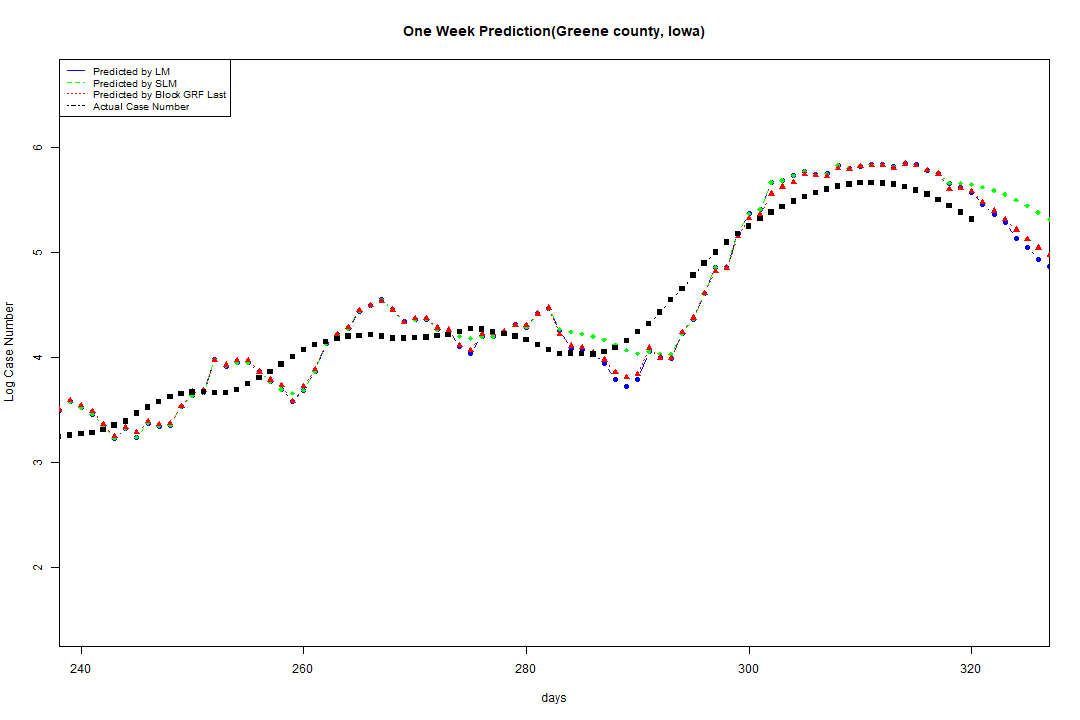 One Week Prediction(Greene county, Iowa)
Predicted by LM
Predicted by SLM
Predicted by Block GRF Last
Actual Case Number
6
5
4
3
2
Log Case Number
240 260 280 300 320
days